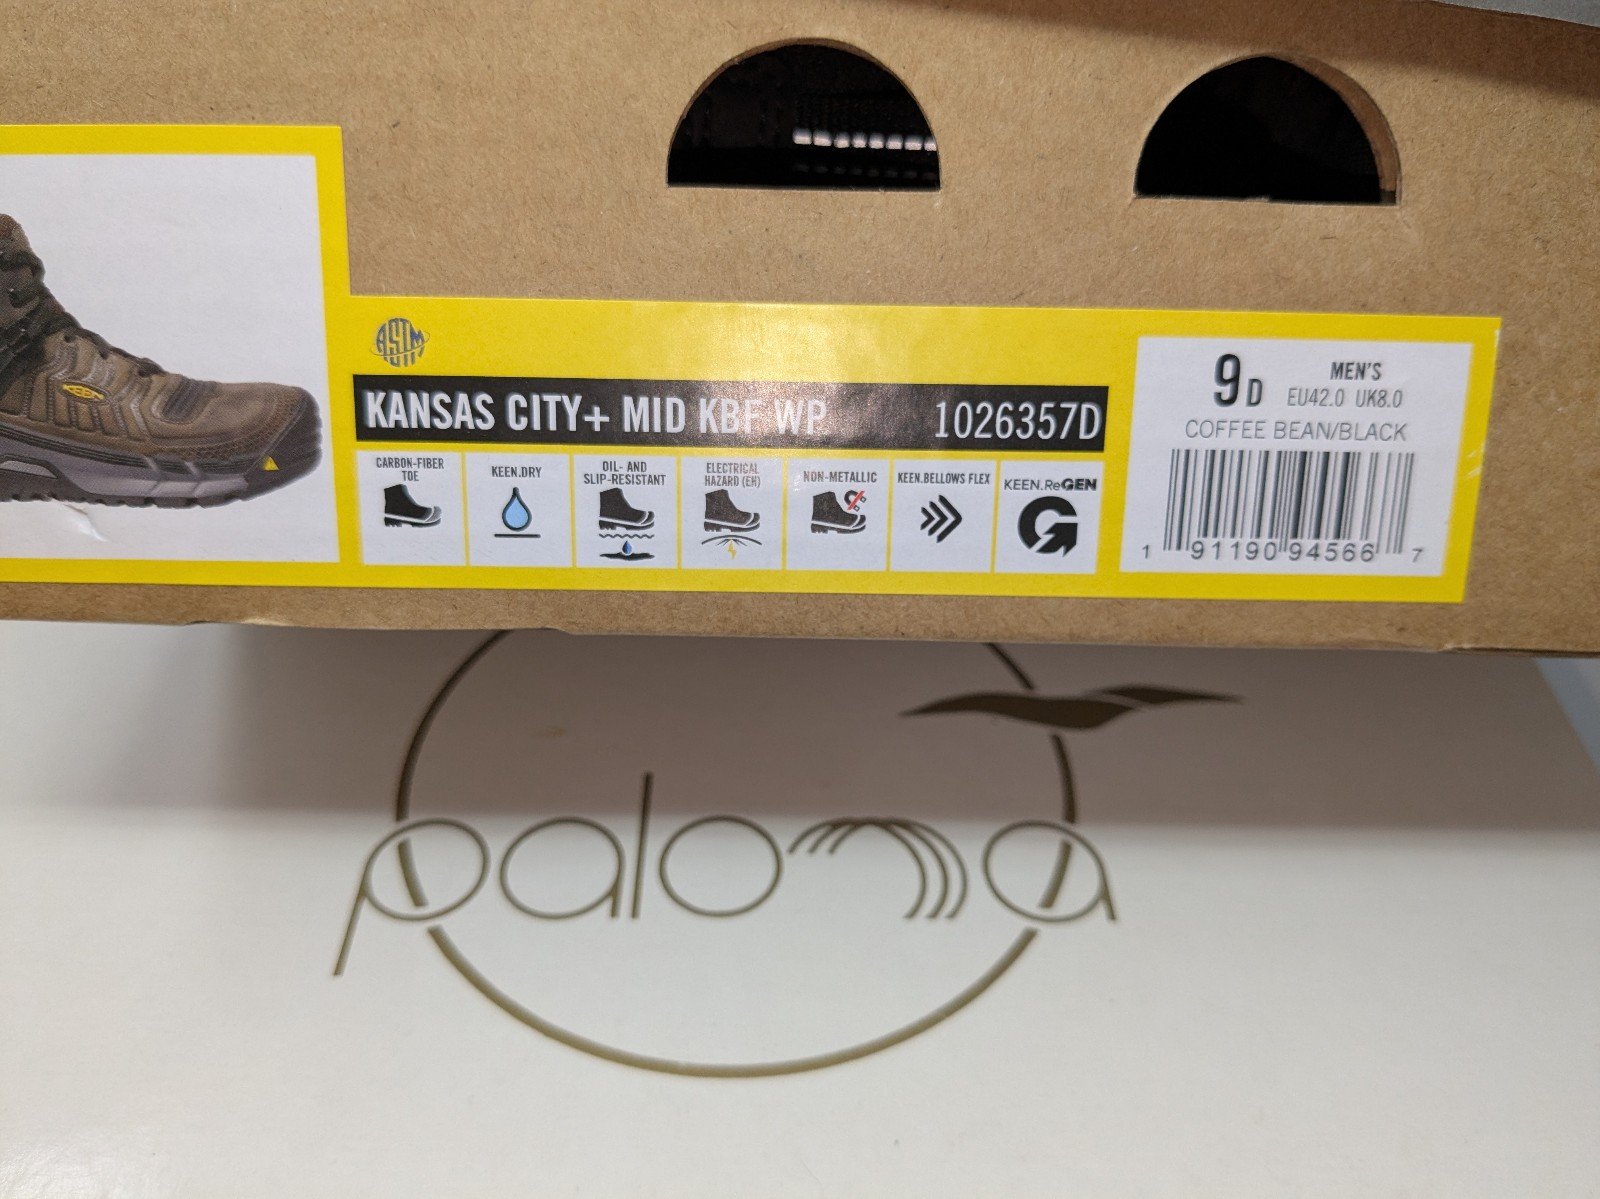 ASTM
KANSAS CITY+ MID KBF WP 1026357D
CARBON-FIBER
TOE
KEEN.DRY
OIL- AND
SLIP-RESISTANT
ELECTRICAL
HAZARD (EH)
NON-METALLIC
KEEN.BELLOWS FLEX
KEEN.ReGEN
9D MEN'S
EU42.0 UK8.0
COFFEE BEAN/BLACK
1 91190 94566 7
KEEN
paloma